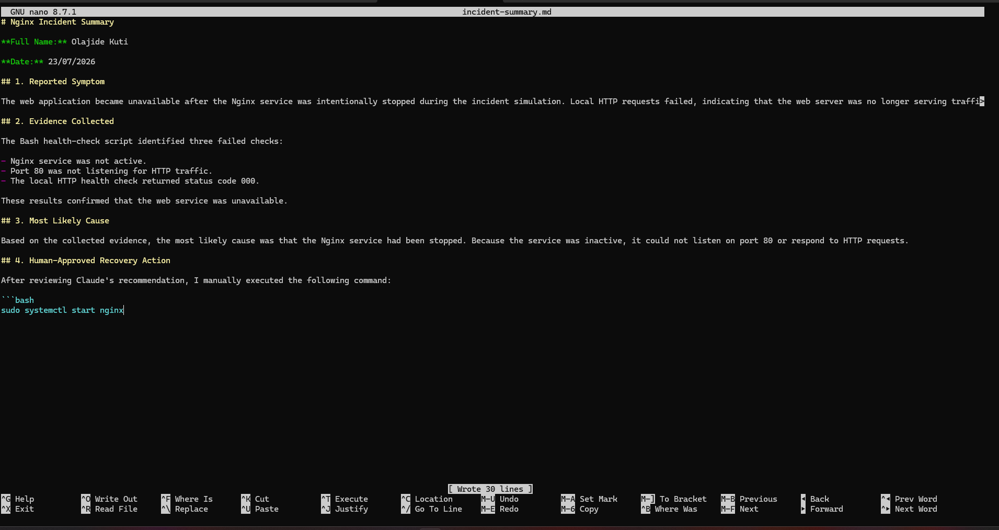 GNU nano 8.7.1 incident-summary.md
# Nginx Incident Summary
**Full Name:** Olajide Kuti
**Date:** 23/07/2026
## 1. Reported Symptom
The web application became unavailable after the Nginx service was intentionally stopped during the incident simulation. Local HTTP requests failed, indicating that the web server was no longer serving traffi>
## 2. Evidence Collected
The Bash health-check script identified three failed checks:
- Nginx service was not active.
- Port 80 was not listening for HTTP traffic.
- The local HTTP health check returned status code 000.
These results confirmed that the web service was unavailable.
## 3. Most Likely Cause
Based on the collected evidence, the most likely cause was that the Nginx service had been stopped. Because the service was inactive, it could not listen on port 80 or respond to HTTP requests.
## 4. Human-Approved Recovery Action
After reviewing Claude's recommendation, I manually executed the following command:
```bash
sudo systemctl start nginx
[ Wrote 30 lines ]
^G Help ^O Write Out ^F Where Is ^K Cut ^T Execute ^C Location M-U Undo M-A Set Mark M-] To Bracket M-B Previous ◂ Back ^◂ Prev Word
^X Exit ^R Read File ^\ Replace ^U Paste ^J Justify ^/ Go To Line M-E Redo M-6 Copy ^B Where Was M-F Next ▸ Forward ^▸ Next Word